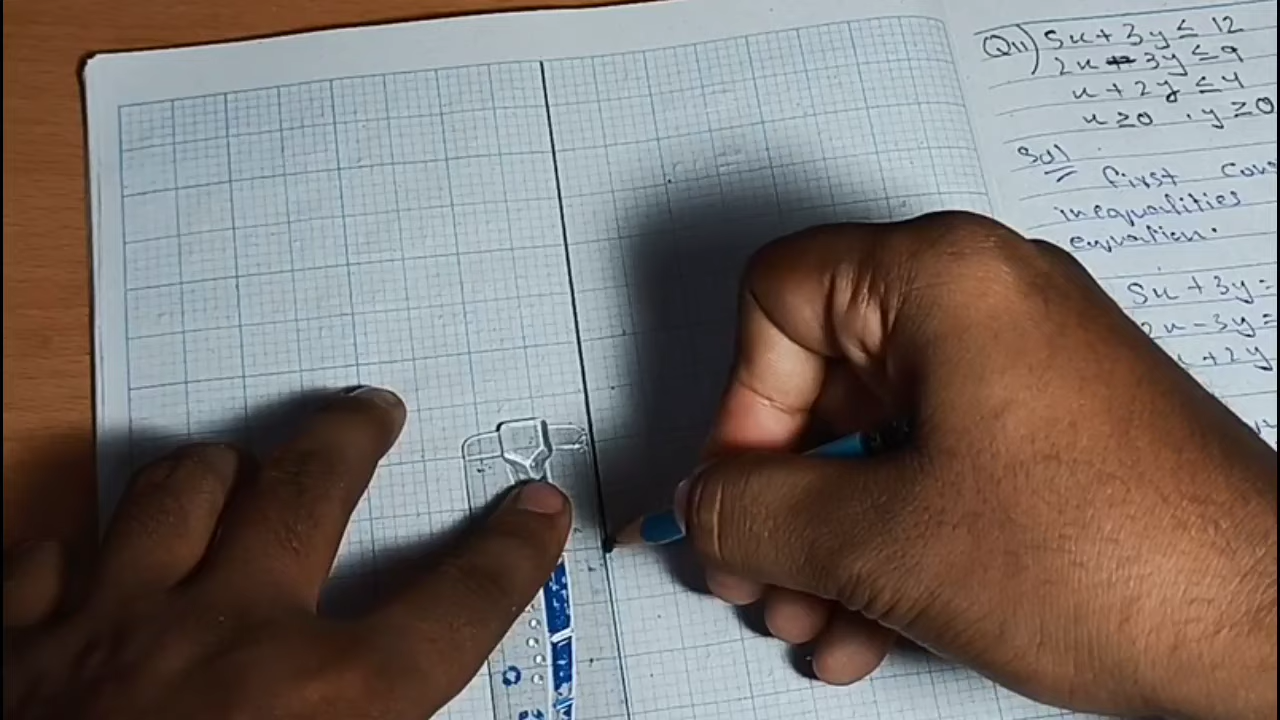 Q11) 5x + 3y ≤ 12
2x - 3y ≤ 9
x + 2y ≤ 4
x ≥ 0 , y ≥ 0
Sol
first
inequalities
equation.
5x + 3y =
2x - 3y =
x + 2y